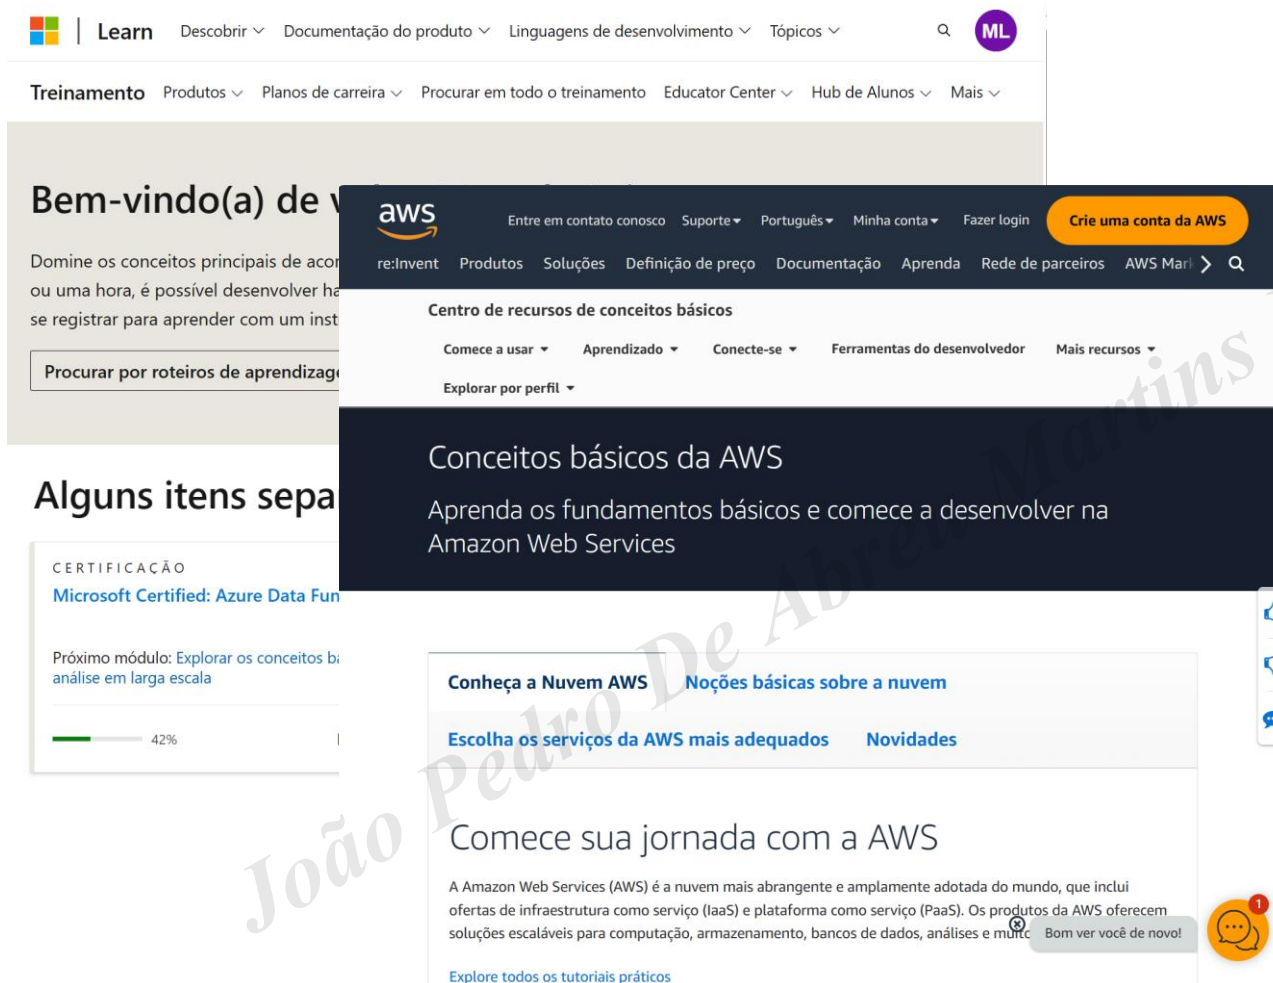 Learn Descobrir Documentação do produto Linguagens de desenvolvimento Tópicos ML
Treinamento Produtos Planos de carreira Procurar em todo o treinamento Educator Center Hub de Alunos Mais
Bem-vindo(a) de
Domine os conceitos principais de
ou uma hora, é possível desenvolver
se registrar para aprender com um
Procurar por roteiros de
Alguns itens
CERTIFICAÇÃO
Microsoft Certified: Azure Data
Próximo módulo: Explorar os conceitos
análise em larga escala
42%
aws
Entre em contato conosco Suporte Português Minha conta Fazer login Crie uma conta da AWS
re:Invent Produtos Soluções Definição de preço Documentação Aprenda Rede de parceiros AWS
Centro de recursos de conceitos básicos
Comece a usar Aprendizado Conecte-se Ferramentas do desenvolvedor Mais recursos
Explorar por perfil
Conceitos básicos da AWS
Aprenda os fundamentos básicos e comece a desenvolver na
Amazon Web Services
Conheça a Nuvem AWS Noções básicas sobre a nuvem
Escolha os serviços da AWS mais adequados Novidades
Comece sua jornada com a AWS
A Amazon Web Services (AWS) é a nuvem mais abrangente e amplamente adotada do mundo, que inclui
ofertas de infraestrutura como serviço (IaaS) e plataforma como serviço (PaaS). Os produtos da AWS oferecem
soluções escaláveis para computação, armazenamento, bancos de dados, análises e
Explore todos os tutoriais práticos
Bom ver você de novo!
1
João Pedro De Abreu Martins